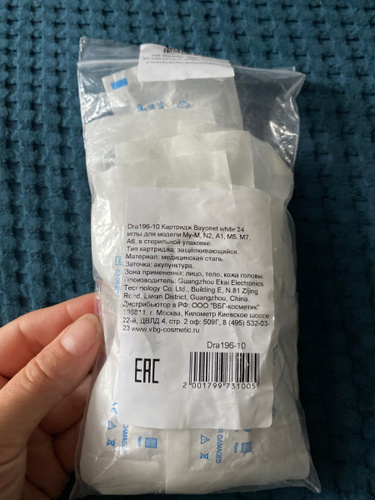 Dra196-10 Картридж Bayonet white 24
иглы для модели My-M, N2, A1, M5, M7,
A6, в стерильной упаковке.
Тип картриджа: защёлкивающийся.
Материал: медицинская сталь.
Заточка: акупунктура.
Зона применения: лицо, тело, кожа головы.
Производитель: Guangzhou Ekai Electronics
Technology Co. Ltd., Building E, N.81 Zijing
Road, Liwan District, Guangzhou, China.
Дистрибьютор в РФ: ООО "ВБГ-косметик"
108811, г. Москва, Километр Киевское шоссе
22-й, ДВЛД 4, стр. 2 оф: 509Г, 8 (495) 532-03-
23 www.vbg-cosmetic.ru
Dra196-10
EAC
2 001799 731005
DAMAGED